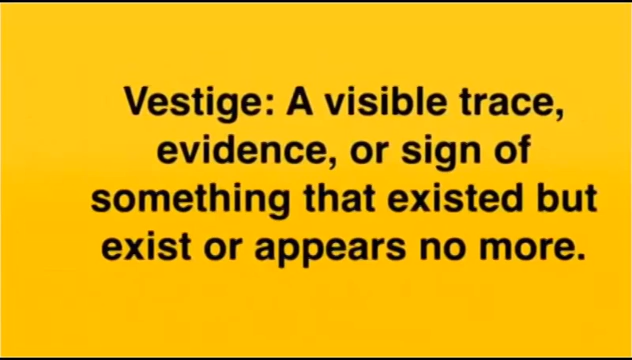 Vestige: A visible trace,
evidence, or sign of
something that existed but
exist or appears no more.